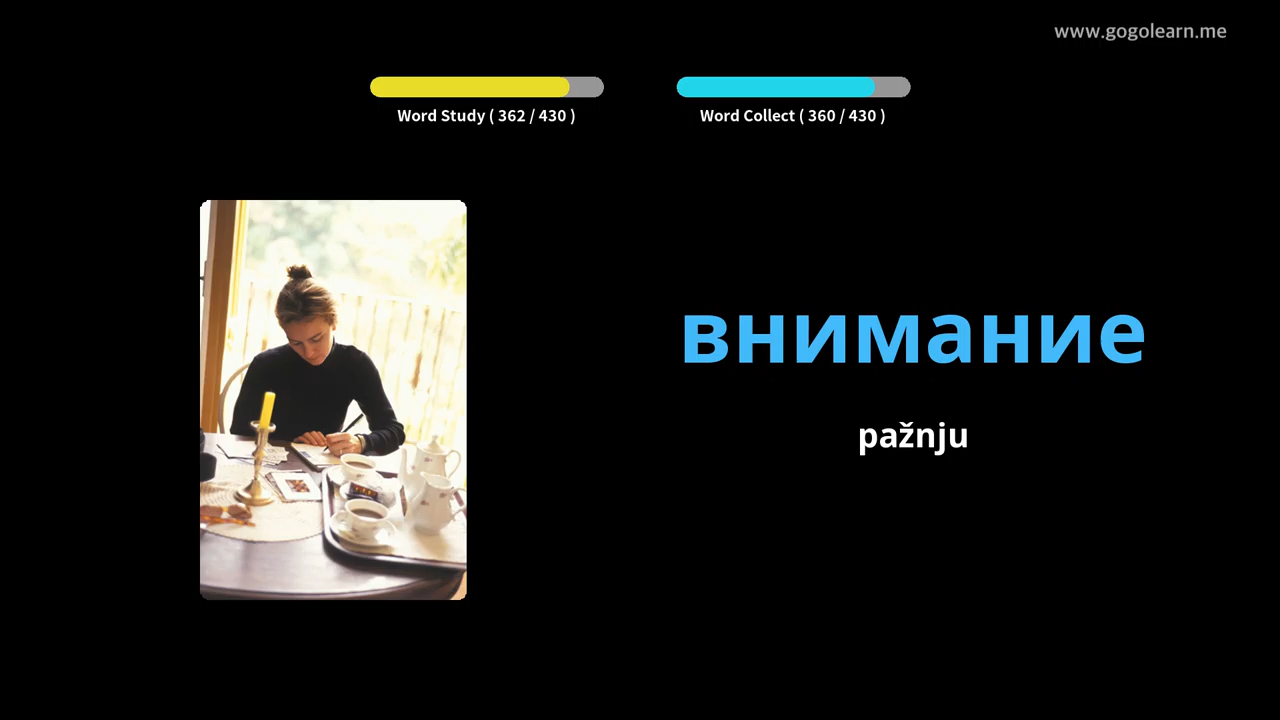 www.gogolearn.me
Word Study ( 362 / 430 )
Word Collect ( 360 / 430 )
внимание
pažnju